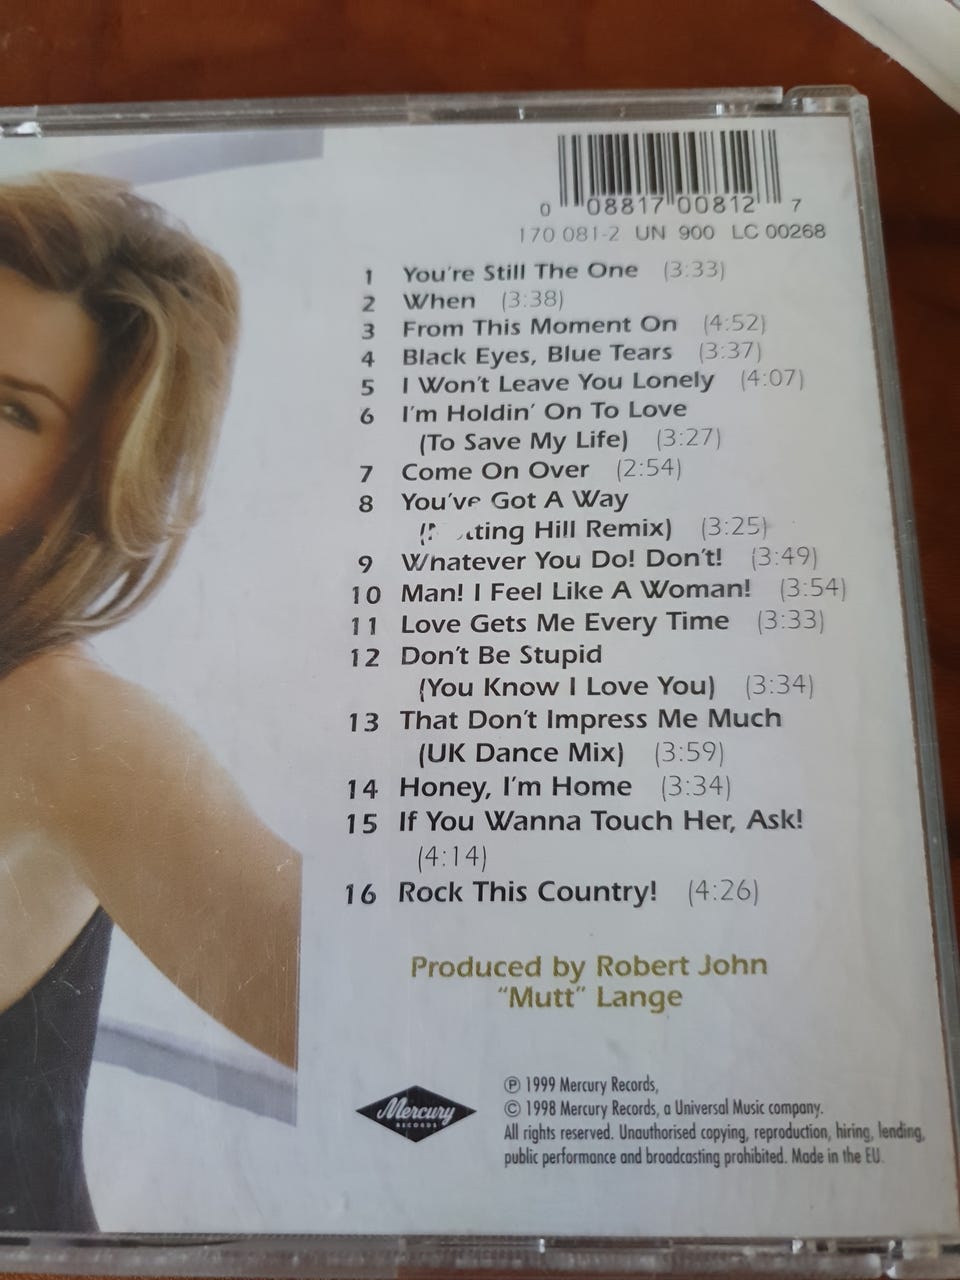 0 08817 00812 7
170 081-2 UN 900 LC 00268
1 You're Still The One (3:33)
2 When (3:38)
3 From This Moment On (4:52)
4 Black Eyes, Blue Tears (3:37)
5 I Won't Leave You Lonely (4:07)
6 I'm Holdin' On To Love
(To Save My Life) (3:27)
7 Come On Over (2:54)
8 You've Got A Way
Hill Remix) (3:25)
9 Whatever You Do! Don't! (3:49)
10 Man! I Feel Like A Woman! (3:54)
11 Love Gets Me Every Time (3:33)
12 Don't Be Stupid
(You Know I Love You) (3:34)
13 That Don't Impress Me Much
(UK Dance Mix) (3:59)
14 Honey, I'm Home (3:34)
15 If You Wanna Touch Her, Ask!
(4:14)
16 Rock This Country! (4:26)
Produced by Robert John
"Mutt" Lange
Mercury
RECORDS
℗ 1999 Mercury Records,
© 1998 Mercury Records, a Universal Music company.
All rights reserved. Unauthorised copying, reproduction, hiring, lending,
public performance and broadcasting prohibited. Made in the EU.